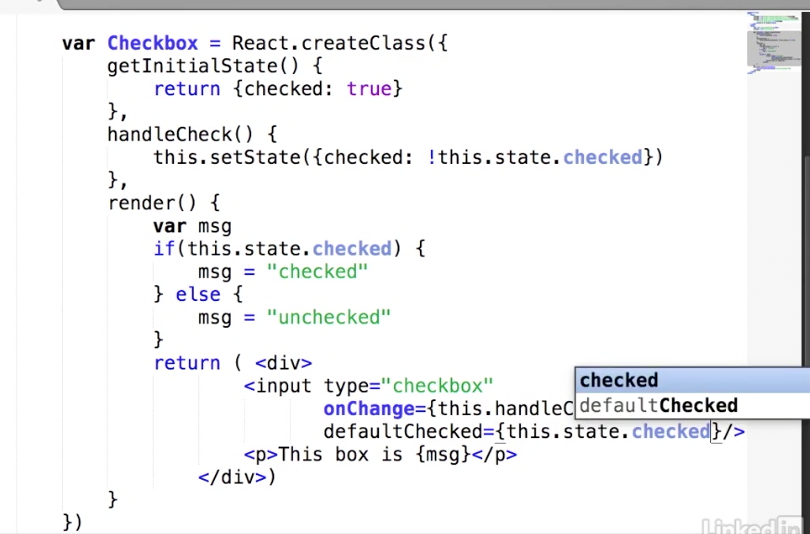 var Checkbox = React.createClass({
getInitialState() {
return {checked: true}
},
handleCheck() {
this.setState({checked: !this.state.checked})
},
render() {
var msg
if(this.state.checked) {
msg = "checked"
} else {
msg = "unchecked"
}
return ( <div>
<input type="checkbox"
checked
onChange={this.handleC
defaultChecked
defaultChecked={this.state.checked}/>
<p>This box is {msg}</p>
</div>)
}
})
Linked in